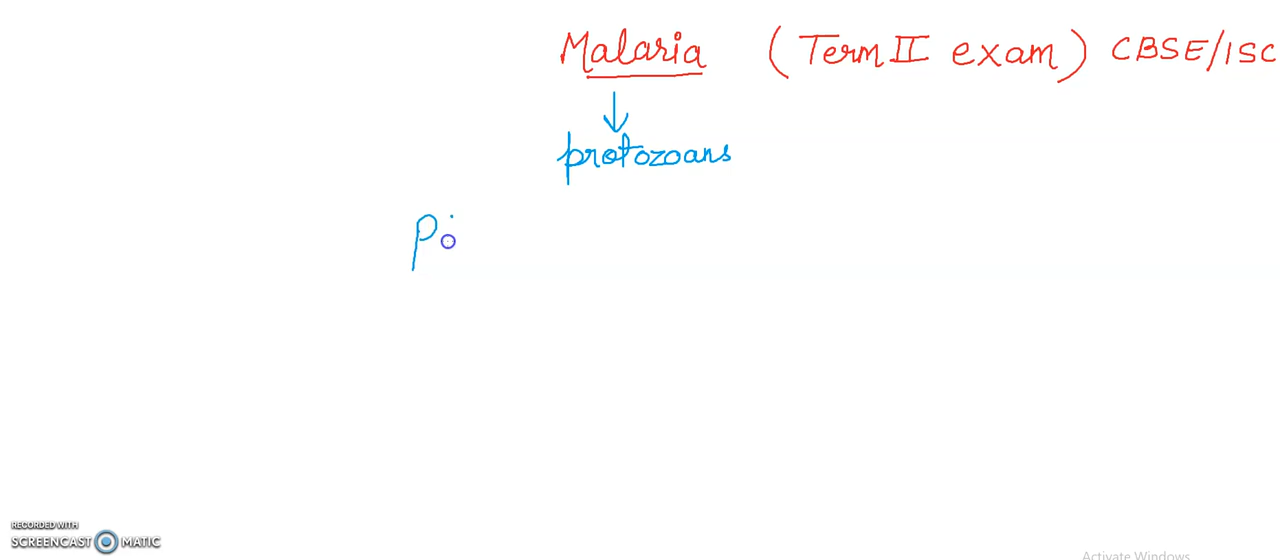 Malaria (Term II exam) CBSE/ISC
protozoans
P.
RECORDED WITH
SCREENCAST MATIC
Activate Windows